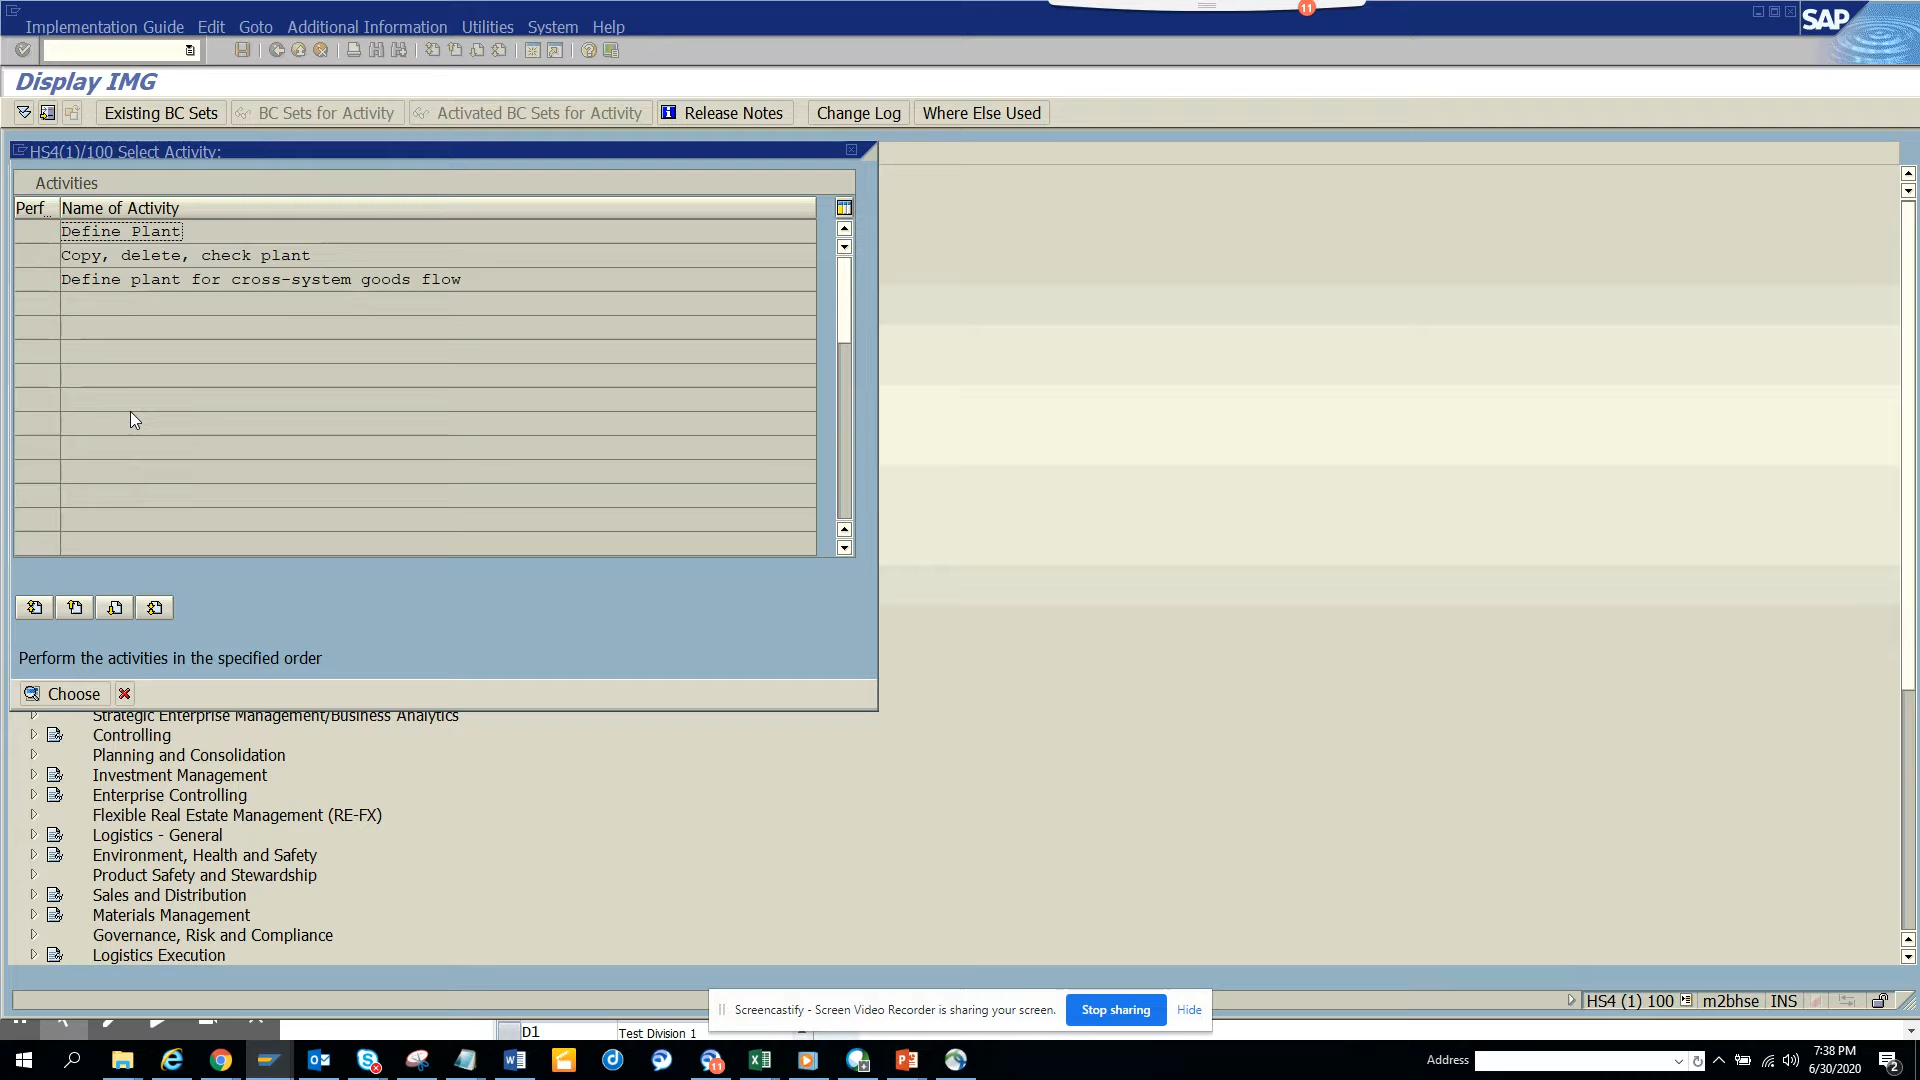 Implementation Guide Edit Goto Additional Information Utilities System Help
11
SAP
Display IMG
Existing BC Sets BC Sets for Activity Activated BC Sets for Activity Release Notes Change Log Where Else Used
HS4(1)/100 Select Activity:
Activities
Perf... Name of Activity
Define Plant
Copy, delete, check plant
Define plant for cross-system goods flow
Perform the activities in the specified order
Choose
Strategic Enterprise Management/Business Analytics
Controlling
Planning and Consolidation
Investment Management
Enterprise Controlling
Flexible Real Estate Management (RE-FX)
Logistics - General
Environment, Health and Safety
Product Safety and Stewardship
Sales and Distribution
Materials Management
Governance, Risk and Compliance
Logistics Execution
Screencastify - Screen Video Recorder is sharing your screen. Stop sharing Hide
HS4 (1) 100 m2bhse INS
D1 Test Division 1
11
Address
7:38 PM
6/30/2020
2